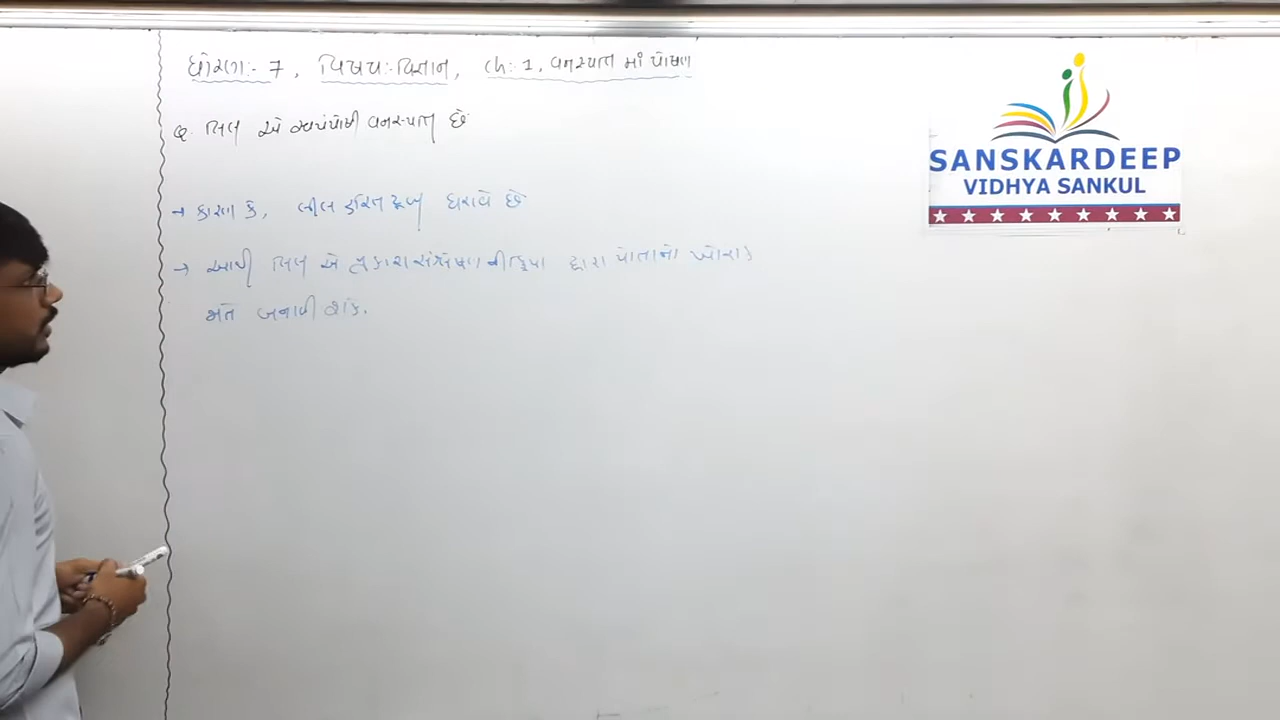 ધોરણ:- 7, વિષય:- વિજ્ઞાન, ch: 1, વનસ્પતિ માં પોષણ
લિલ એ સ્વયંપોષી વનસ્પતિ છે
→ કારણ કે, લીલ હરિતદ્રવ્ય ધરાવે છે
→ આથી લિલ એ પ્રકાશસંશ્લેષણ ની ક્રિયા દ્વારા પોતાનો ખોરાક
જાતે બનાવી શકે.
SANSKARDEEP
VIDHYA SANKUL